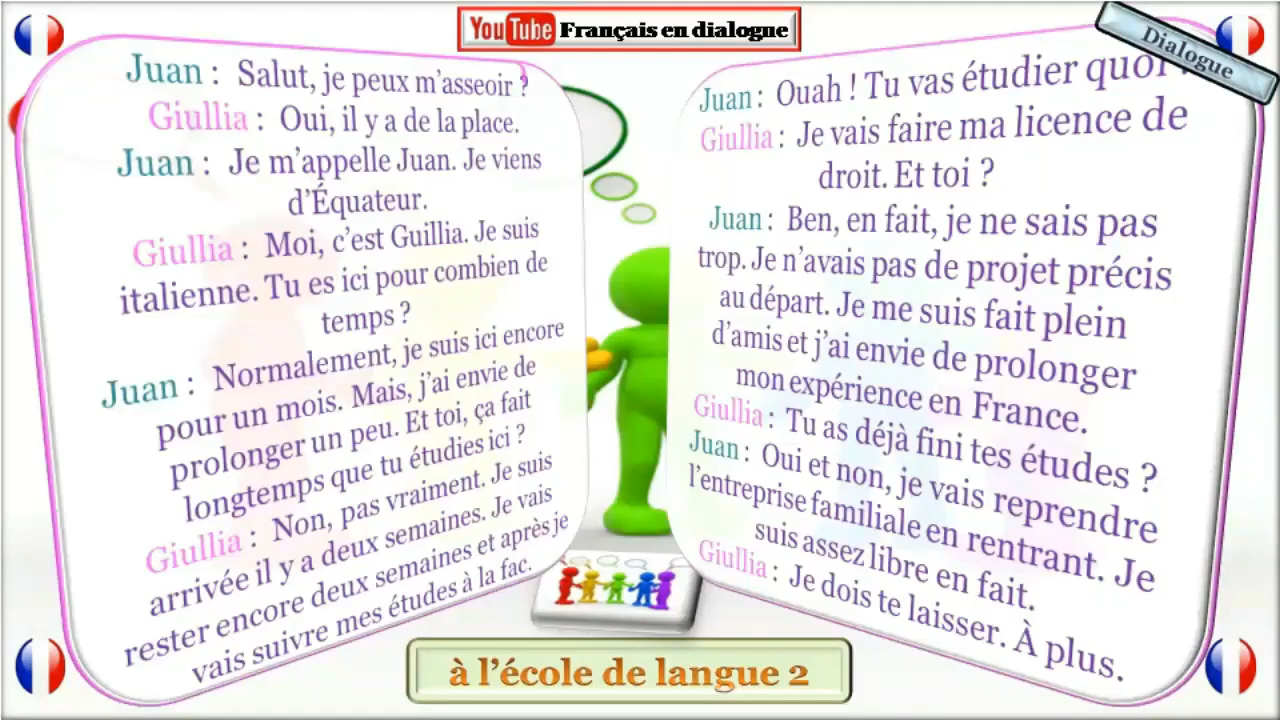 YouTube Français en dialogue
Dialogue
Juan : Salut, je peux m’asseoir ?
Giullia : Oui, il y a de la place.
Juan : Je m’appelle Juan. Je viens
d’Équateur.
Giullia : Moi, c’est Guillia. Je suis
italienne. Tu es ici pour combien de
temps ?
Juan : Normalement, je suis ici encore
pour un mois. Mais, j’ai envie de
prolonger un peu. Et toi, ça fait
longtemps que tu étudies ici ?
Giullia : Non, pas vraiment. Je suis
arrivée il y a deux semaines. Je vais
rester encore deux semaines et après je
vais suivre mes études à la fac.
Juan : Ouah ! Tu vas étudier quoi ?
Giullia : Je vais faire ma licence de
droit. Et toi ?
Juan : Ben, en fait, je ne sais pas
trop. Je n’avais pas de projet précis
au départ. Je me suis fait plein
d’amis et j’ai envie de prolonger
mon expérience en France.
Giullia : Tu as déjà fini tes études ?
Juan : Oui et non, je vais reprendre
l’entreprise familiale en rentrant. Je
suis assez libre en fait.
Giullia : Je dois te laisser. À plus.
à l’école de langue 2